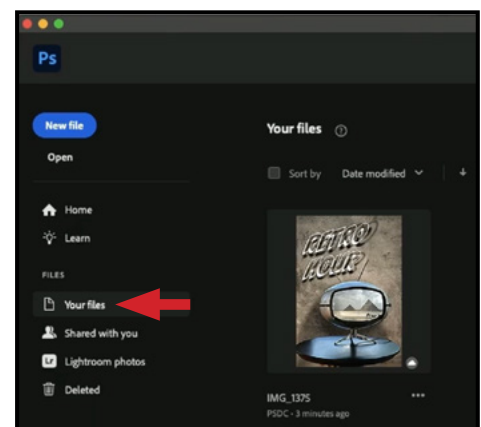 Ps
New file
Open
Home
Learn
FILES
Your files
Shared with you
Lr Lightroom photos
Deleted
Your files ?
Sort by Date modified
RETRO
HOUR
IMG_1375
PSDC - 3 minutes ago